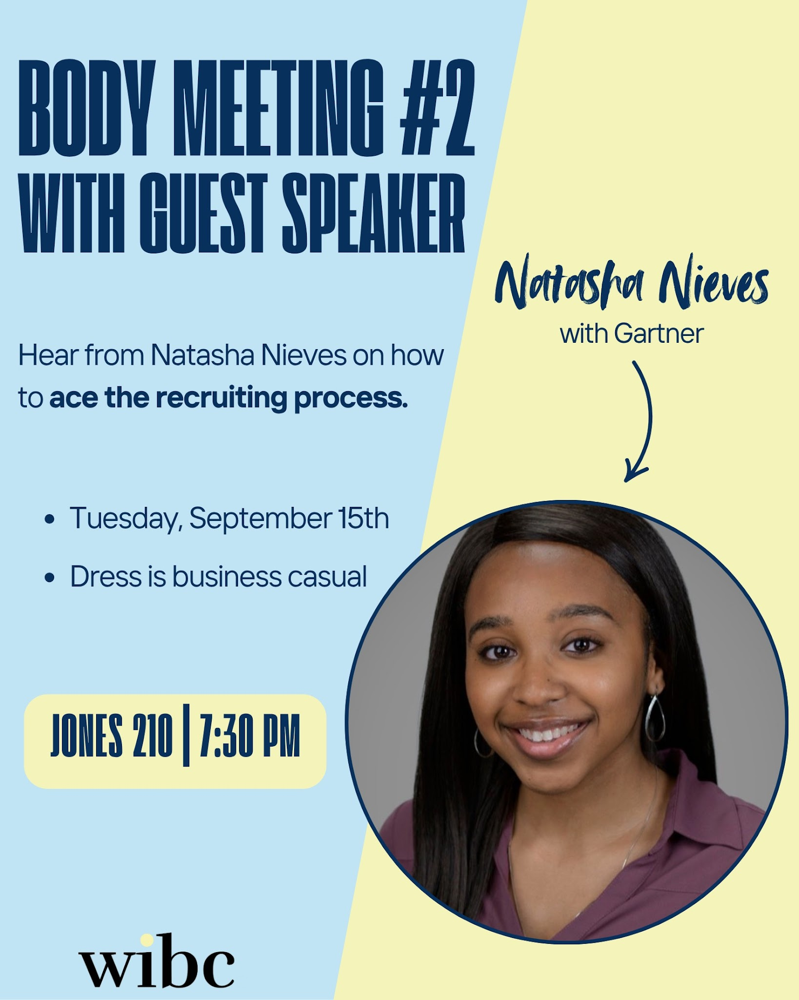 BODY MEETING #2
WITH GUEST SPEAKER
Natasha Nieves
with Gartner
Hear from Natasha Nieves on how
to ace the recruiting process.
• Tuesday, September 15th
• Dress is business casual
JONES 210 | 7:30 PM
wibc